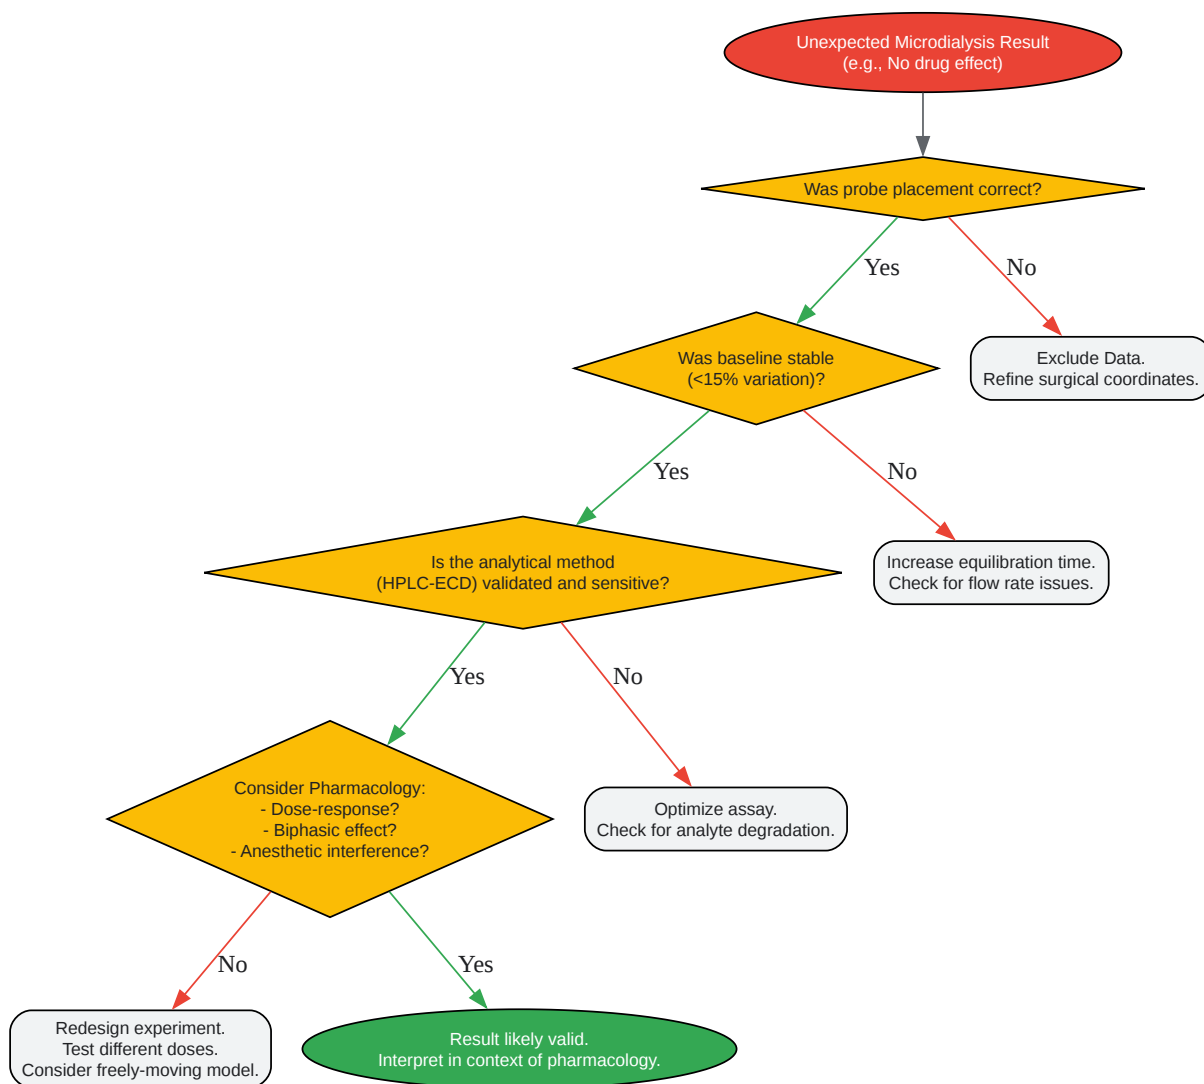 Unexpected Microdialysis Result
(e.g., No drug effect)
Was probe placement correct?
Yes
No
Was baseline stable
(<15% variation)?
Exclude Data.
Refine surgical coordinates.
Yes
No
Is the analytical method
(HPLC-ECD) validated and sensitive?
Increase equilibration time.
Check for flow rate issues.
Yes
No
Consider Pharmacology:
- Dose-response?
- Biphasic effect?
- Anesthetic interference?
Optimize assay.
Check for analyte degradation.
No
Yes
Redesign experiment.
Test different doses.
Consider freely-moving model.
Result likely valid.
Interpret in context of pharmacology.